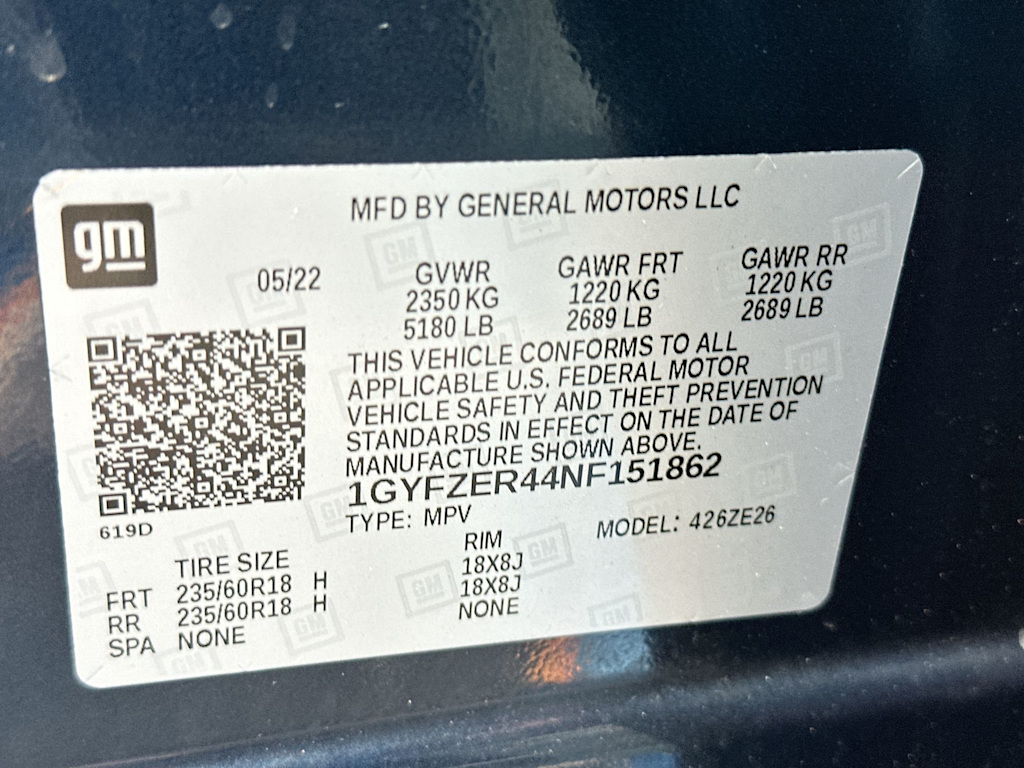 gm
MFD BY GENERAL MOTORS LLC
05/22 GVWR GAWR FRT GAWR RR
2350 KG 1220 KG 1220 KG
5180 LB 2689 LB 2689 LB
THIS VEHICLE CONFORMS TO ALL
APPLICABLE U.S. FEDERAL MOTOR
VEHICLE SAFETY AND THEFT PREVENTION
STANDARDS IN EFFECT ON THE DATE OF
MANUFACTURE SHOWN ABOVE.
1GYFZER44NF151862
TYPE: MPV MODEL: 426ZE26
619D
TIRE SIZE RIM
FRT 235/60R18 H 18X8J
RR 235/60R18 H 18X8J
SPA NONE NONE